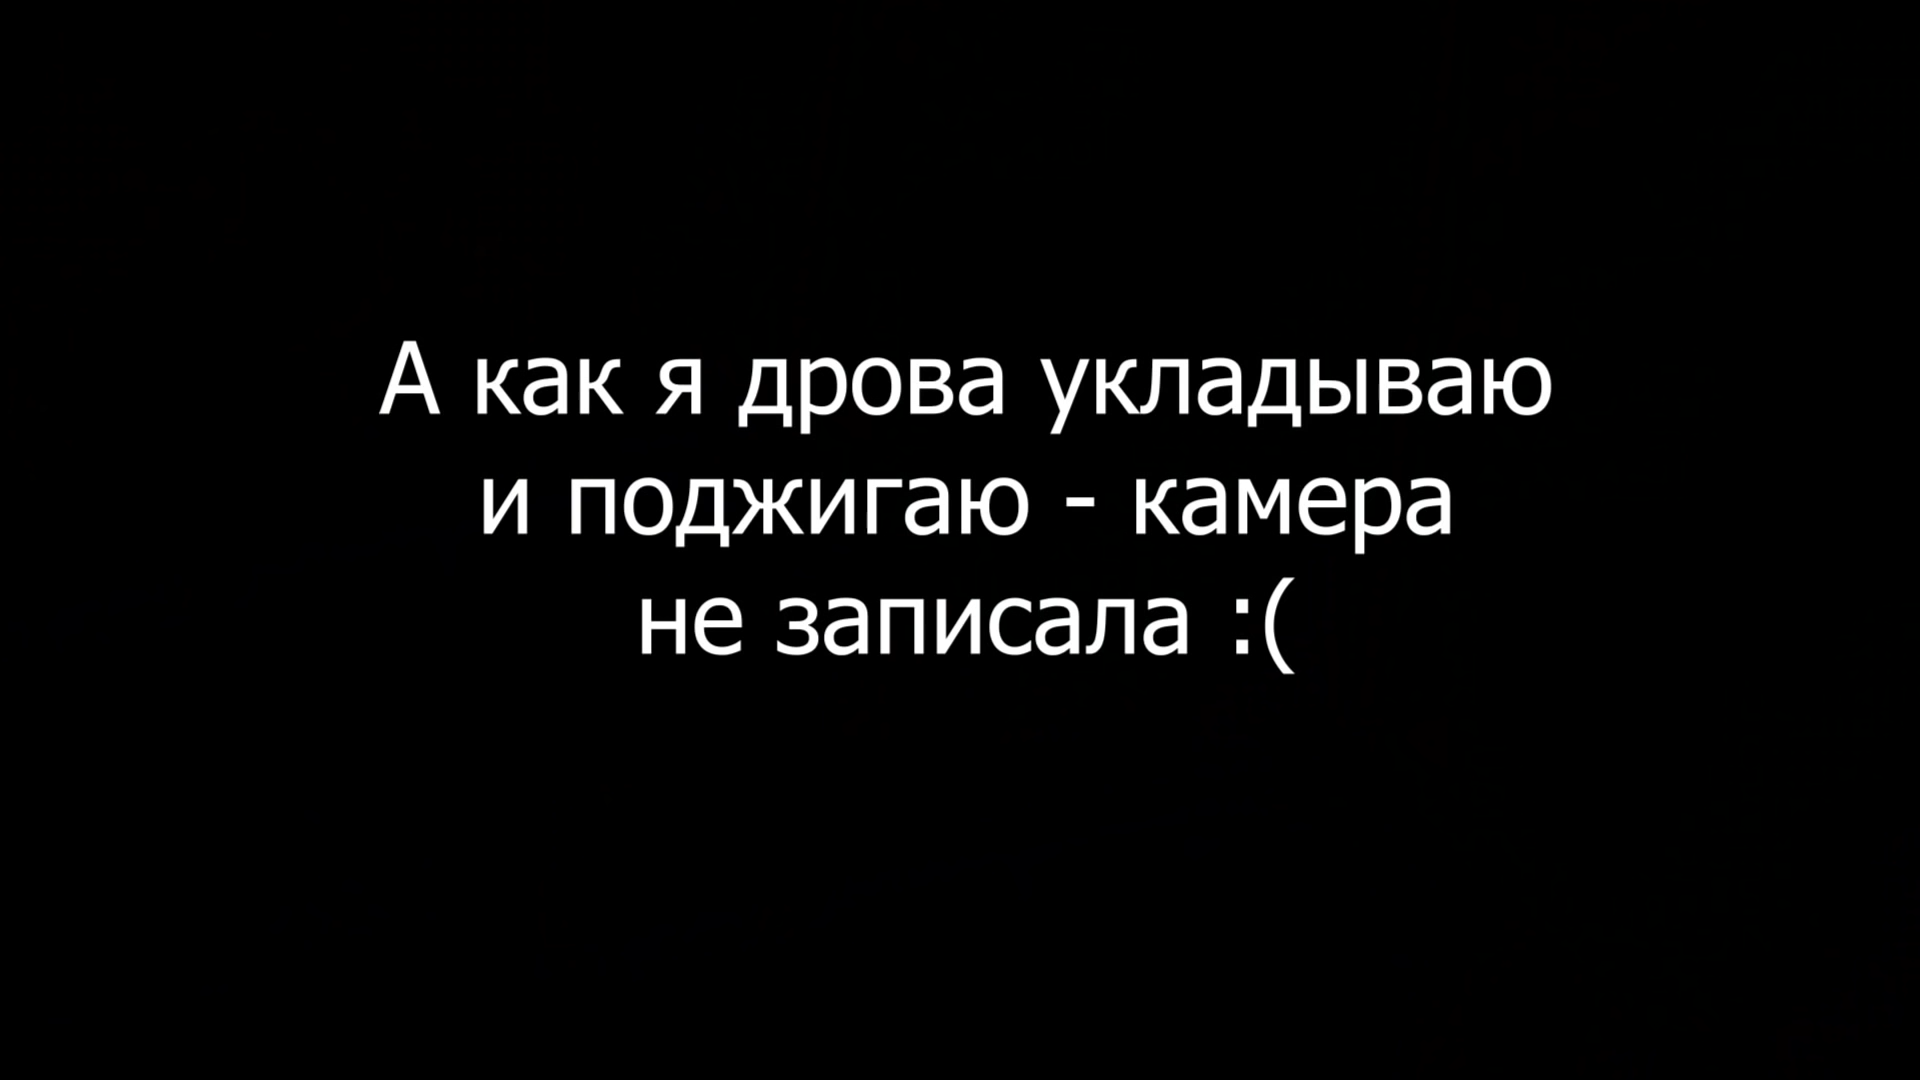 А как я дрова укладываю
и поджигаю - камера
не записала :(